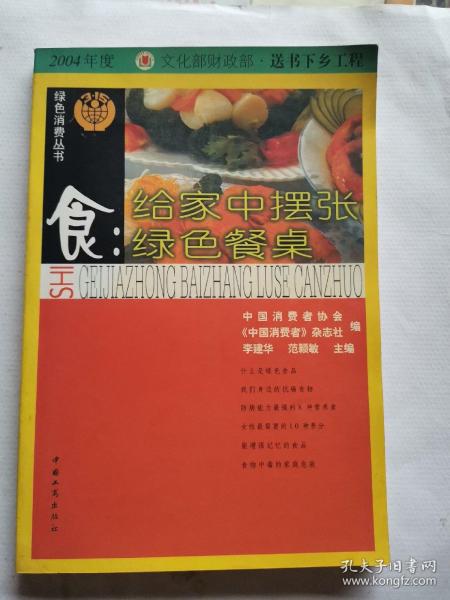 2004年度 文化部财政部·送书下乡工程
绿色消费丛书
3·15
食:给家中摆张
绿色餐桌
SHI GEIJIAZHONG BAIZHANG LUSE CANZHUO
中国消费者协会
《中国消费者》杂志社 编
李建华 范颖敏 主编
什么是绿色食品
我们身边的抗癌食物
防病能力最强的8种营养素
女性最需要的10种养分
能增强记忆的食品
食物中毒的家庭急救
中国工商出版社
孔夫子旧书网
www.kongfz.com